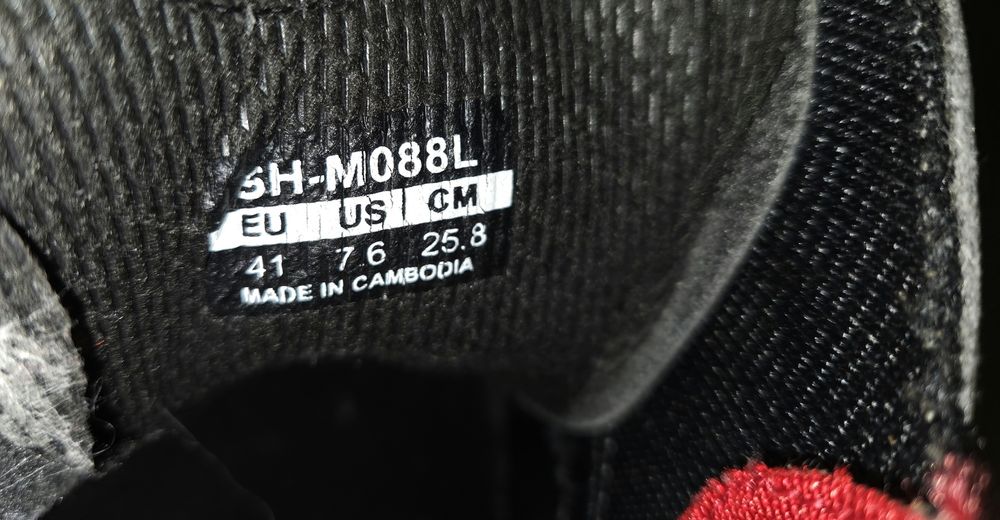 SH-M088L
EU US CM
41 7.6 25.8
MADE IN CAMBODIA